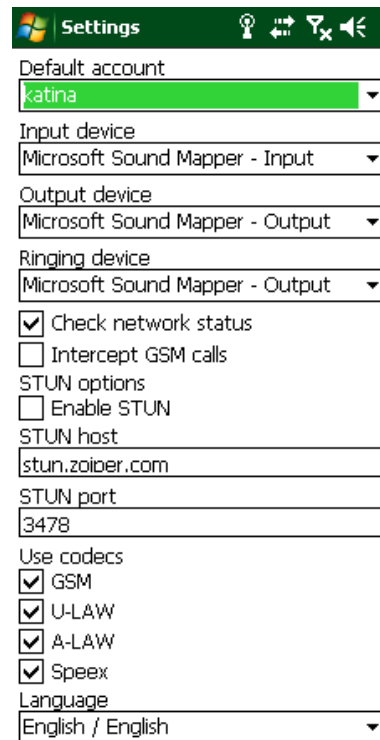 Settings
Default account
katina
Input device
Microsoft Sound Mapper - Input
Output device
Microsoft Sound Mapper - Output
Ringing device
Microsoft Sound Mapper - Output
Check network status
Intercept GSM calls
STUN options
Enable STUN
STUN host
stun.zoiper.com
STUN port
3478
Use codecs
GSM
U-LAW
A-LAW
Speex
Language
English / English